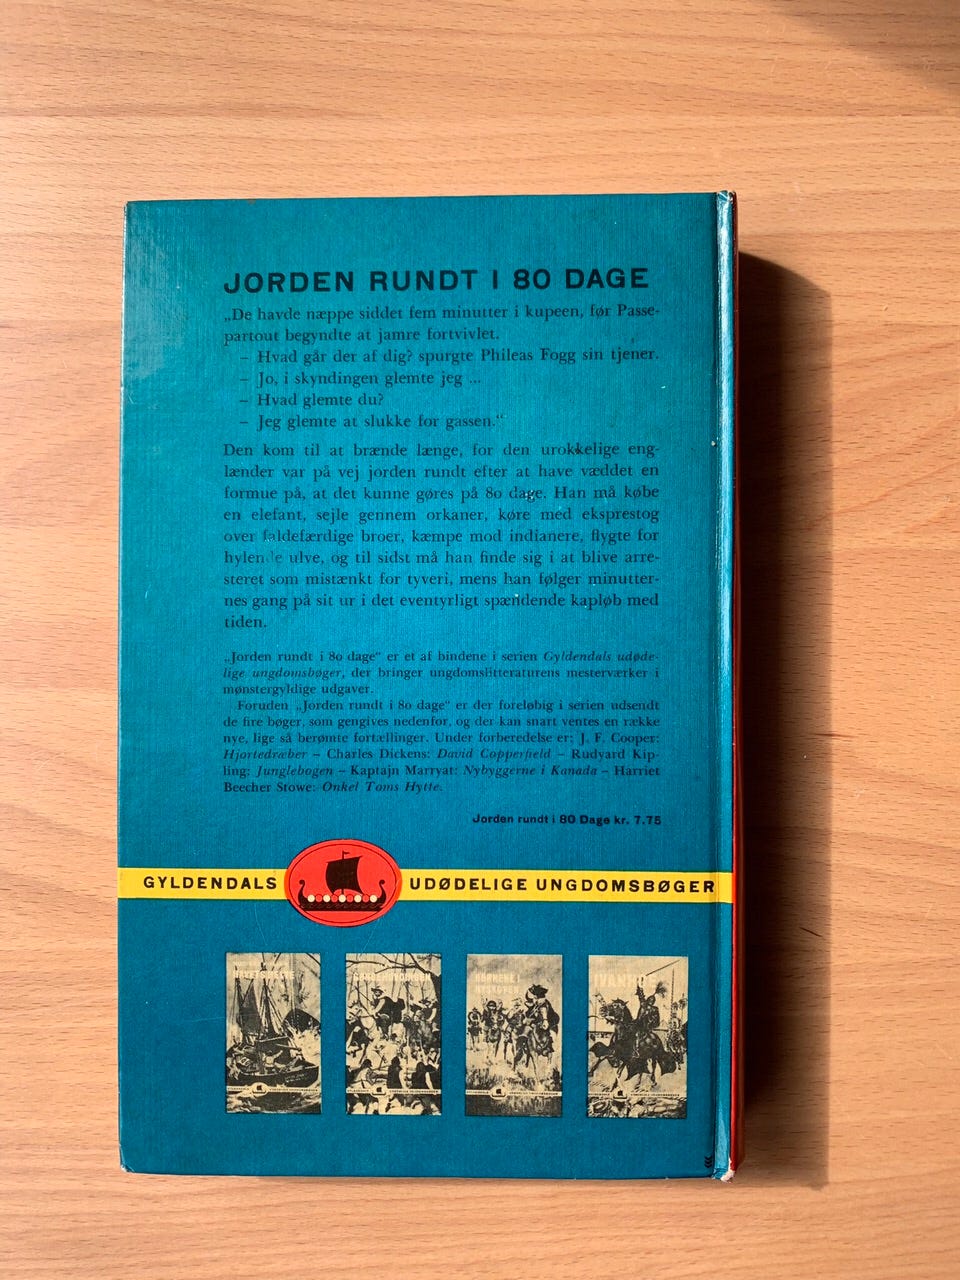 JORDEN RUNDT I 80 DAGE
„De havde næppe siddet fem minutter i kupeen, før Passe-
partout begyndte at jamre fortvivlet.
– Hvad går der af dig? spurgte Phileas Fogg sin tjener.
– Jo, i skyndingen glemte jeg ...
– Hvad glemte du?
– Jeg glemte at slukke for gassen.“
Den kom til at brænde længe, for den urokkelige eng-
lænder var på vej jorden rundt efter at have væddet en
formue på, at det kunne gøres på 80 dage. Han må købe
en elefant, sejle gennem orkaner, køre med eksprestog
over faldefærdige broer, kæmpe mod indianere, flygte for
hylende ulve, og til sidst må han finde sig i at blive arre-
steret som mistænkt for tyveri, mens han følger minutter-
nes gang på sit ur i det eventyrligt spændende kapløb med
tiden.
„Jorden rundt i 80 dage“ er et af bindene i serien Gyldendals udøde-
lige ungdomsbøger, der bringer ungdomslitteraturens mesterværker i
mønstergyldige udgaver.
Foruden „Jorden rundt i 80 dage“ er der foreløbig i serien udsendt
de fire bøger, som gengives nedenfor, og der kan snart ventes en række
nye, lige så berømte fortællinger. Under forberedelse er: J. F. Cooper:
Hjortedræber – Charles Dickens: David Copperfield – Rudyard Kip-
ling: Junglebogen – Kaptajn Marryat: Nybyggerne i Kanada – Harriet
Beecher Stowe: Onkel Toms Hytte.
Jorden rundt i 80 Dage kr. 7.75
GYLDENDALS UDØDELIGE UNGDOMSBØGER
IVANHOE